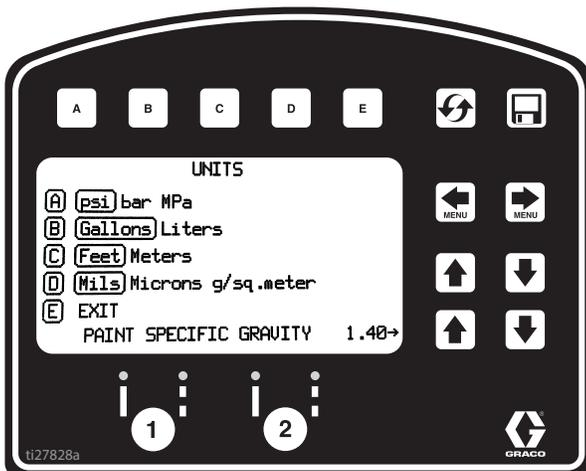 A B C D E
UNITS
A psi bar MPa
B Gallons Liters
C Feet Meters
D Mils Microns g/sq.meter
E EXIT
PAINT SPECIFIC GRAVITY 1.40→
MENU MENU
1 2
ti27828a
GRACO